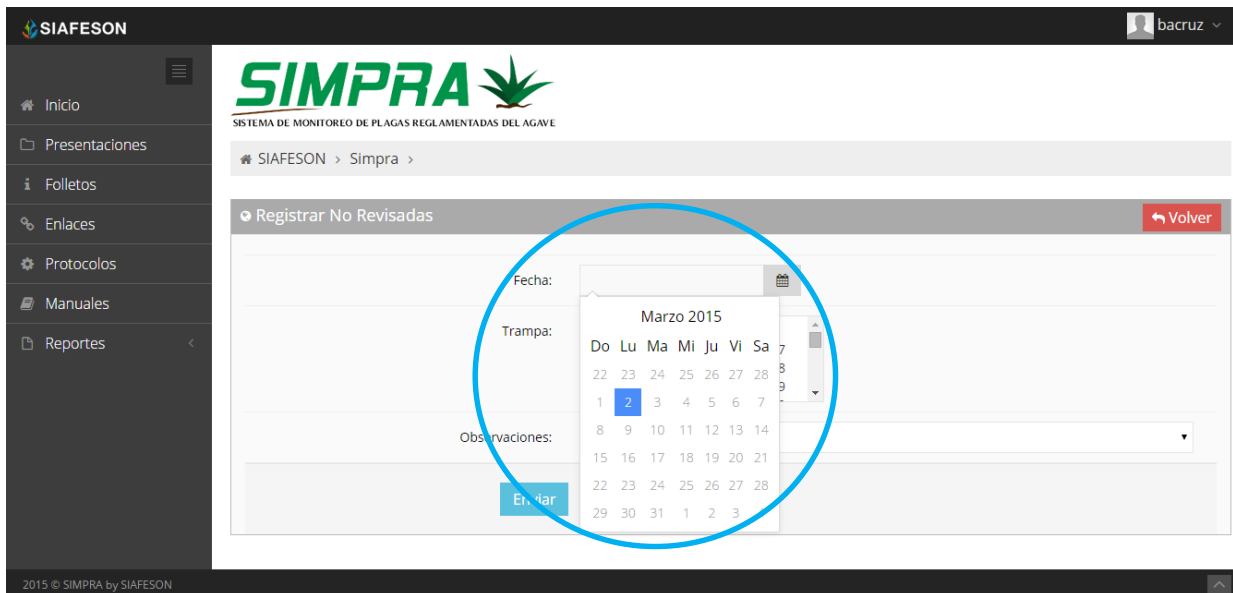 SIAFESON
bacruz
Inicio
Presentaciones
Folletos
Enlaces
Protocolos
Manuales
Reportes
SIMPRA
SISTEMA DE MONITOREO DE PLAGAS REGLAMENTADAS DEL AGAVE
SIAFESON > Simpra >
Registrar No Revisadas
Volver
Fecha:
Trampa:
7
8
9
Marzo 2015
Do Lu Ma Mi Ju Vi Sa
22 23 24 25 26 27 28
1 2 3 4 5 6 7
8 9 10 11 12 13 14
15 16 17 18 19 20 21
22 23 24 25 26 27 28
29 30 31 1 2 3
Observaciones:
Enviar
2015 © SIMPRA by SIAFESON